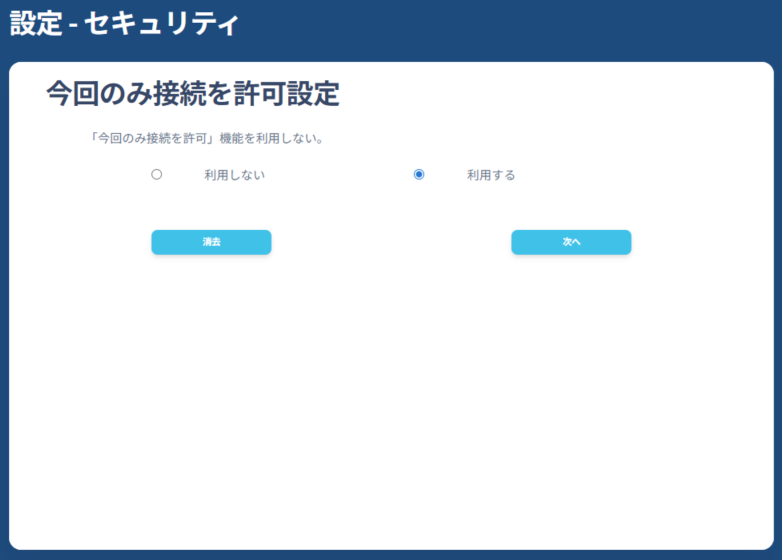 設定 - セキュリティ
今回のみ接続を許可設定
「今回のみ接続を許可」機能を利用しない。
利用しない 利用する
消去 次へ